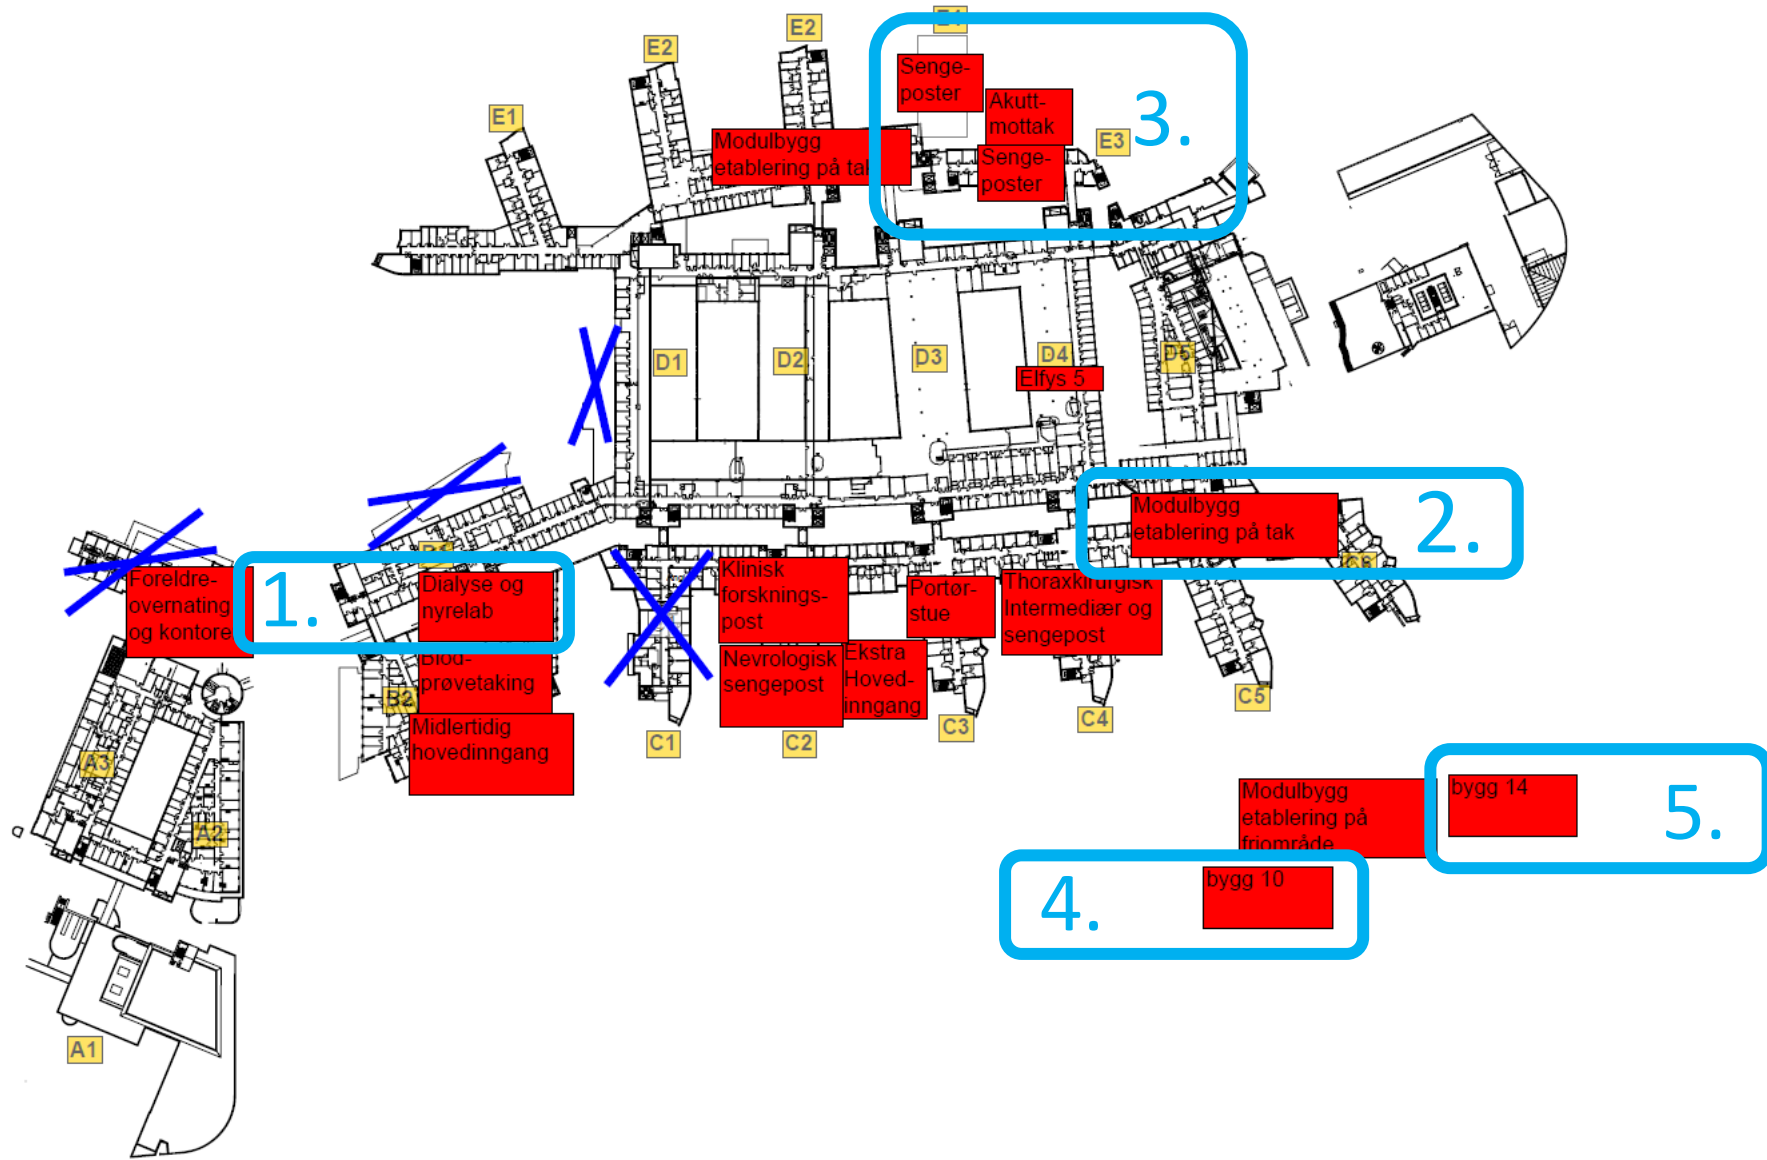 E2
E2
E1
Senge-
poster
Akutt-
mottak
3.
E1
Modulbygg
etablering på tak
Senge-
poster
E3
D1
D2
D3
D4
D5
Elfys 5
Modulbygg
etablering på tak
2.
B1
Foreldre-
overnating
og kontore
1.
Dialyse og
nyrelab
Klinisk
forsknings-
post
Portør-
stue
Thoraxkirurgisk
Intermediær og
sengepost
Blod-
prøvetaking
Nevrologisk
sengepost
Ekstra
Hoved-
inngang
B2
Midlertidig
hovedinngang
C1
C2
C3
C4
C5
A3
A2
Modulbygg
etablering på
friområde
bygg 14
5.
4.
bygg 10
A1